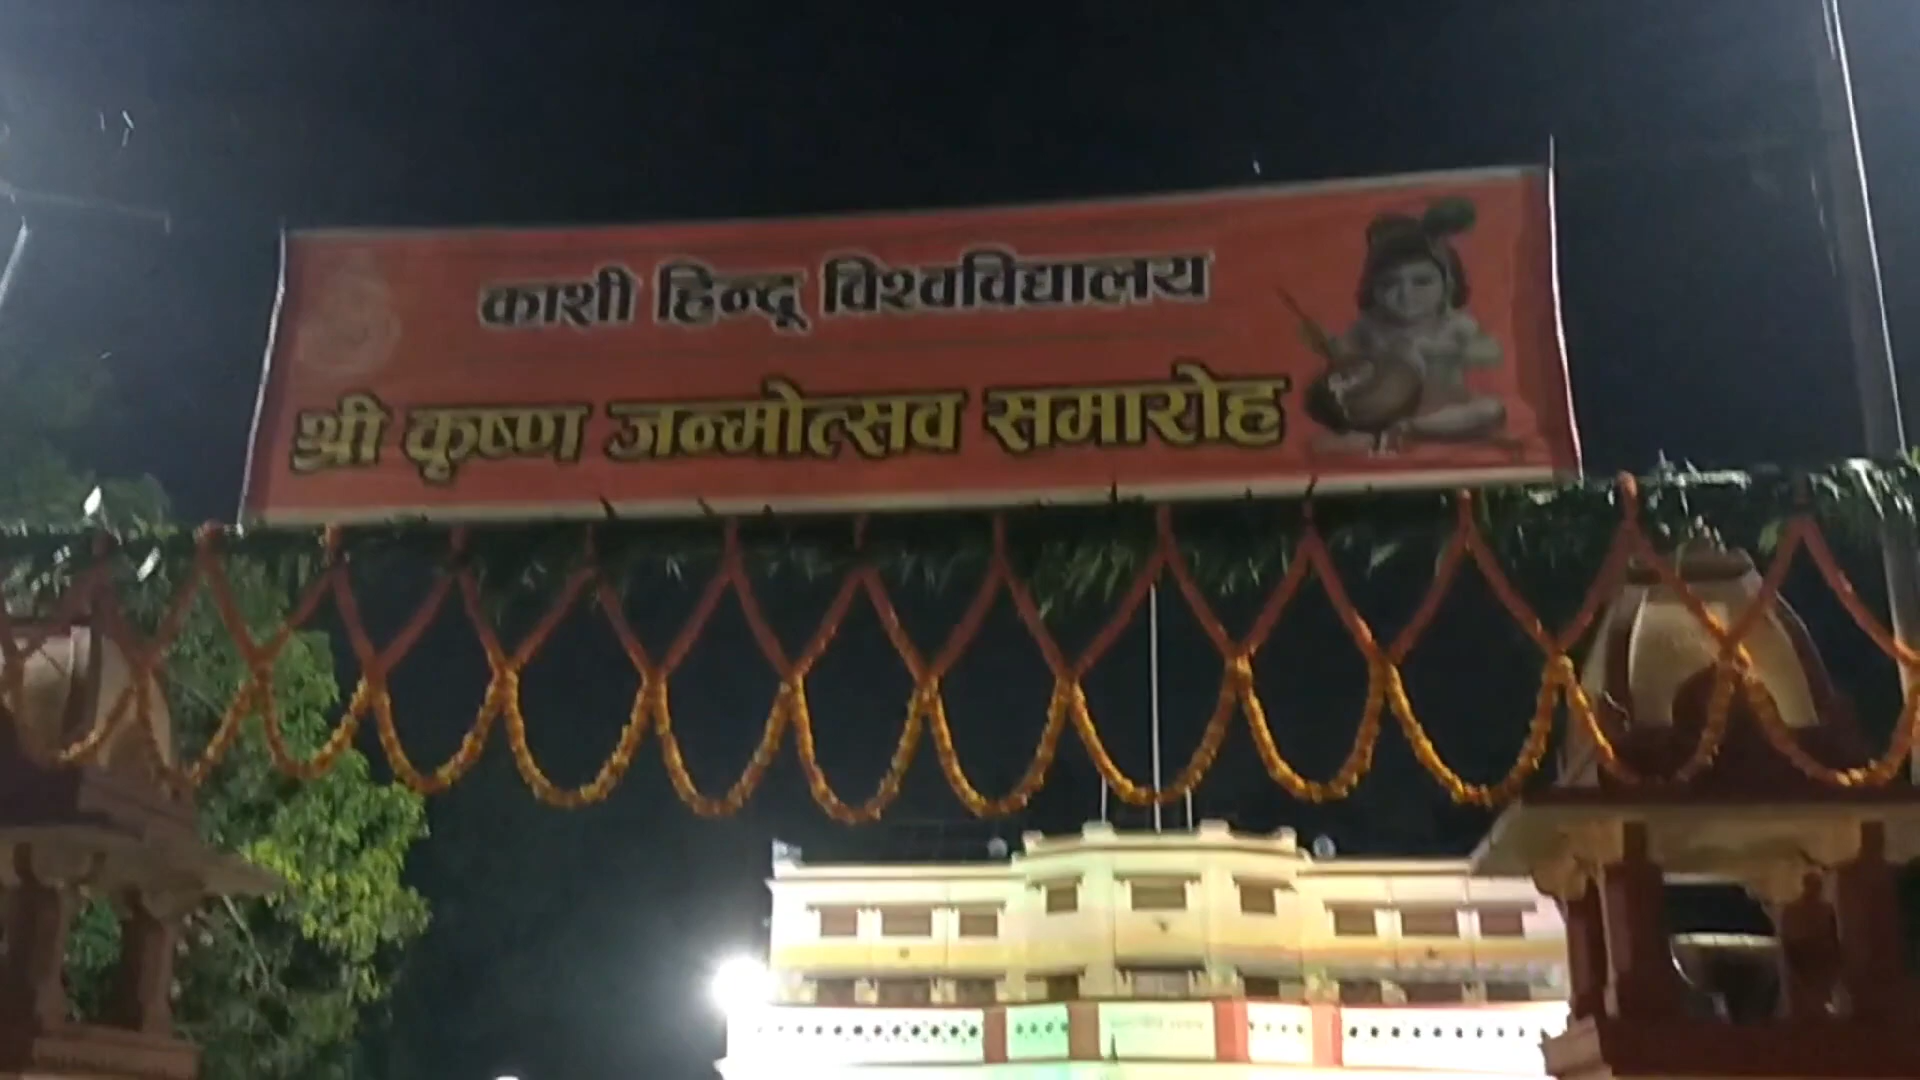 काशी हिन्दू विश्वविद्यालय
श्री कृष्ण जन्मोत्सव समारोह